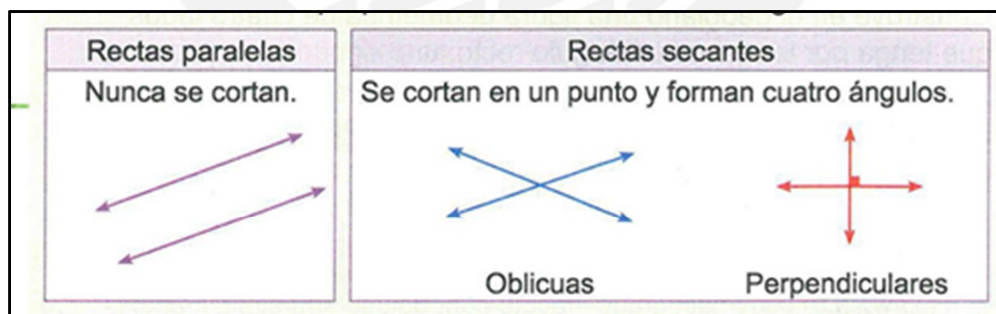 Rectas paralelas
Nunca se cortan.
Rectas secantes
Se cortan en un punto y forman cuatro ángulos.
Oblicuas
Perpendiculares